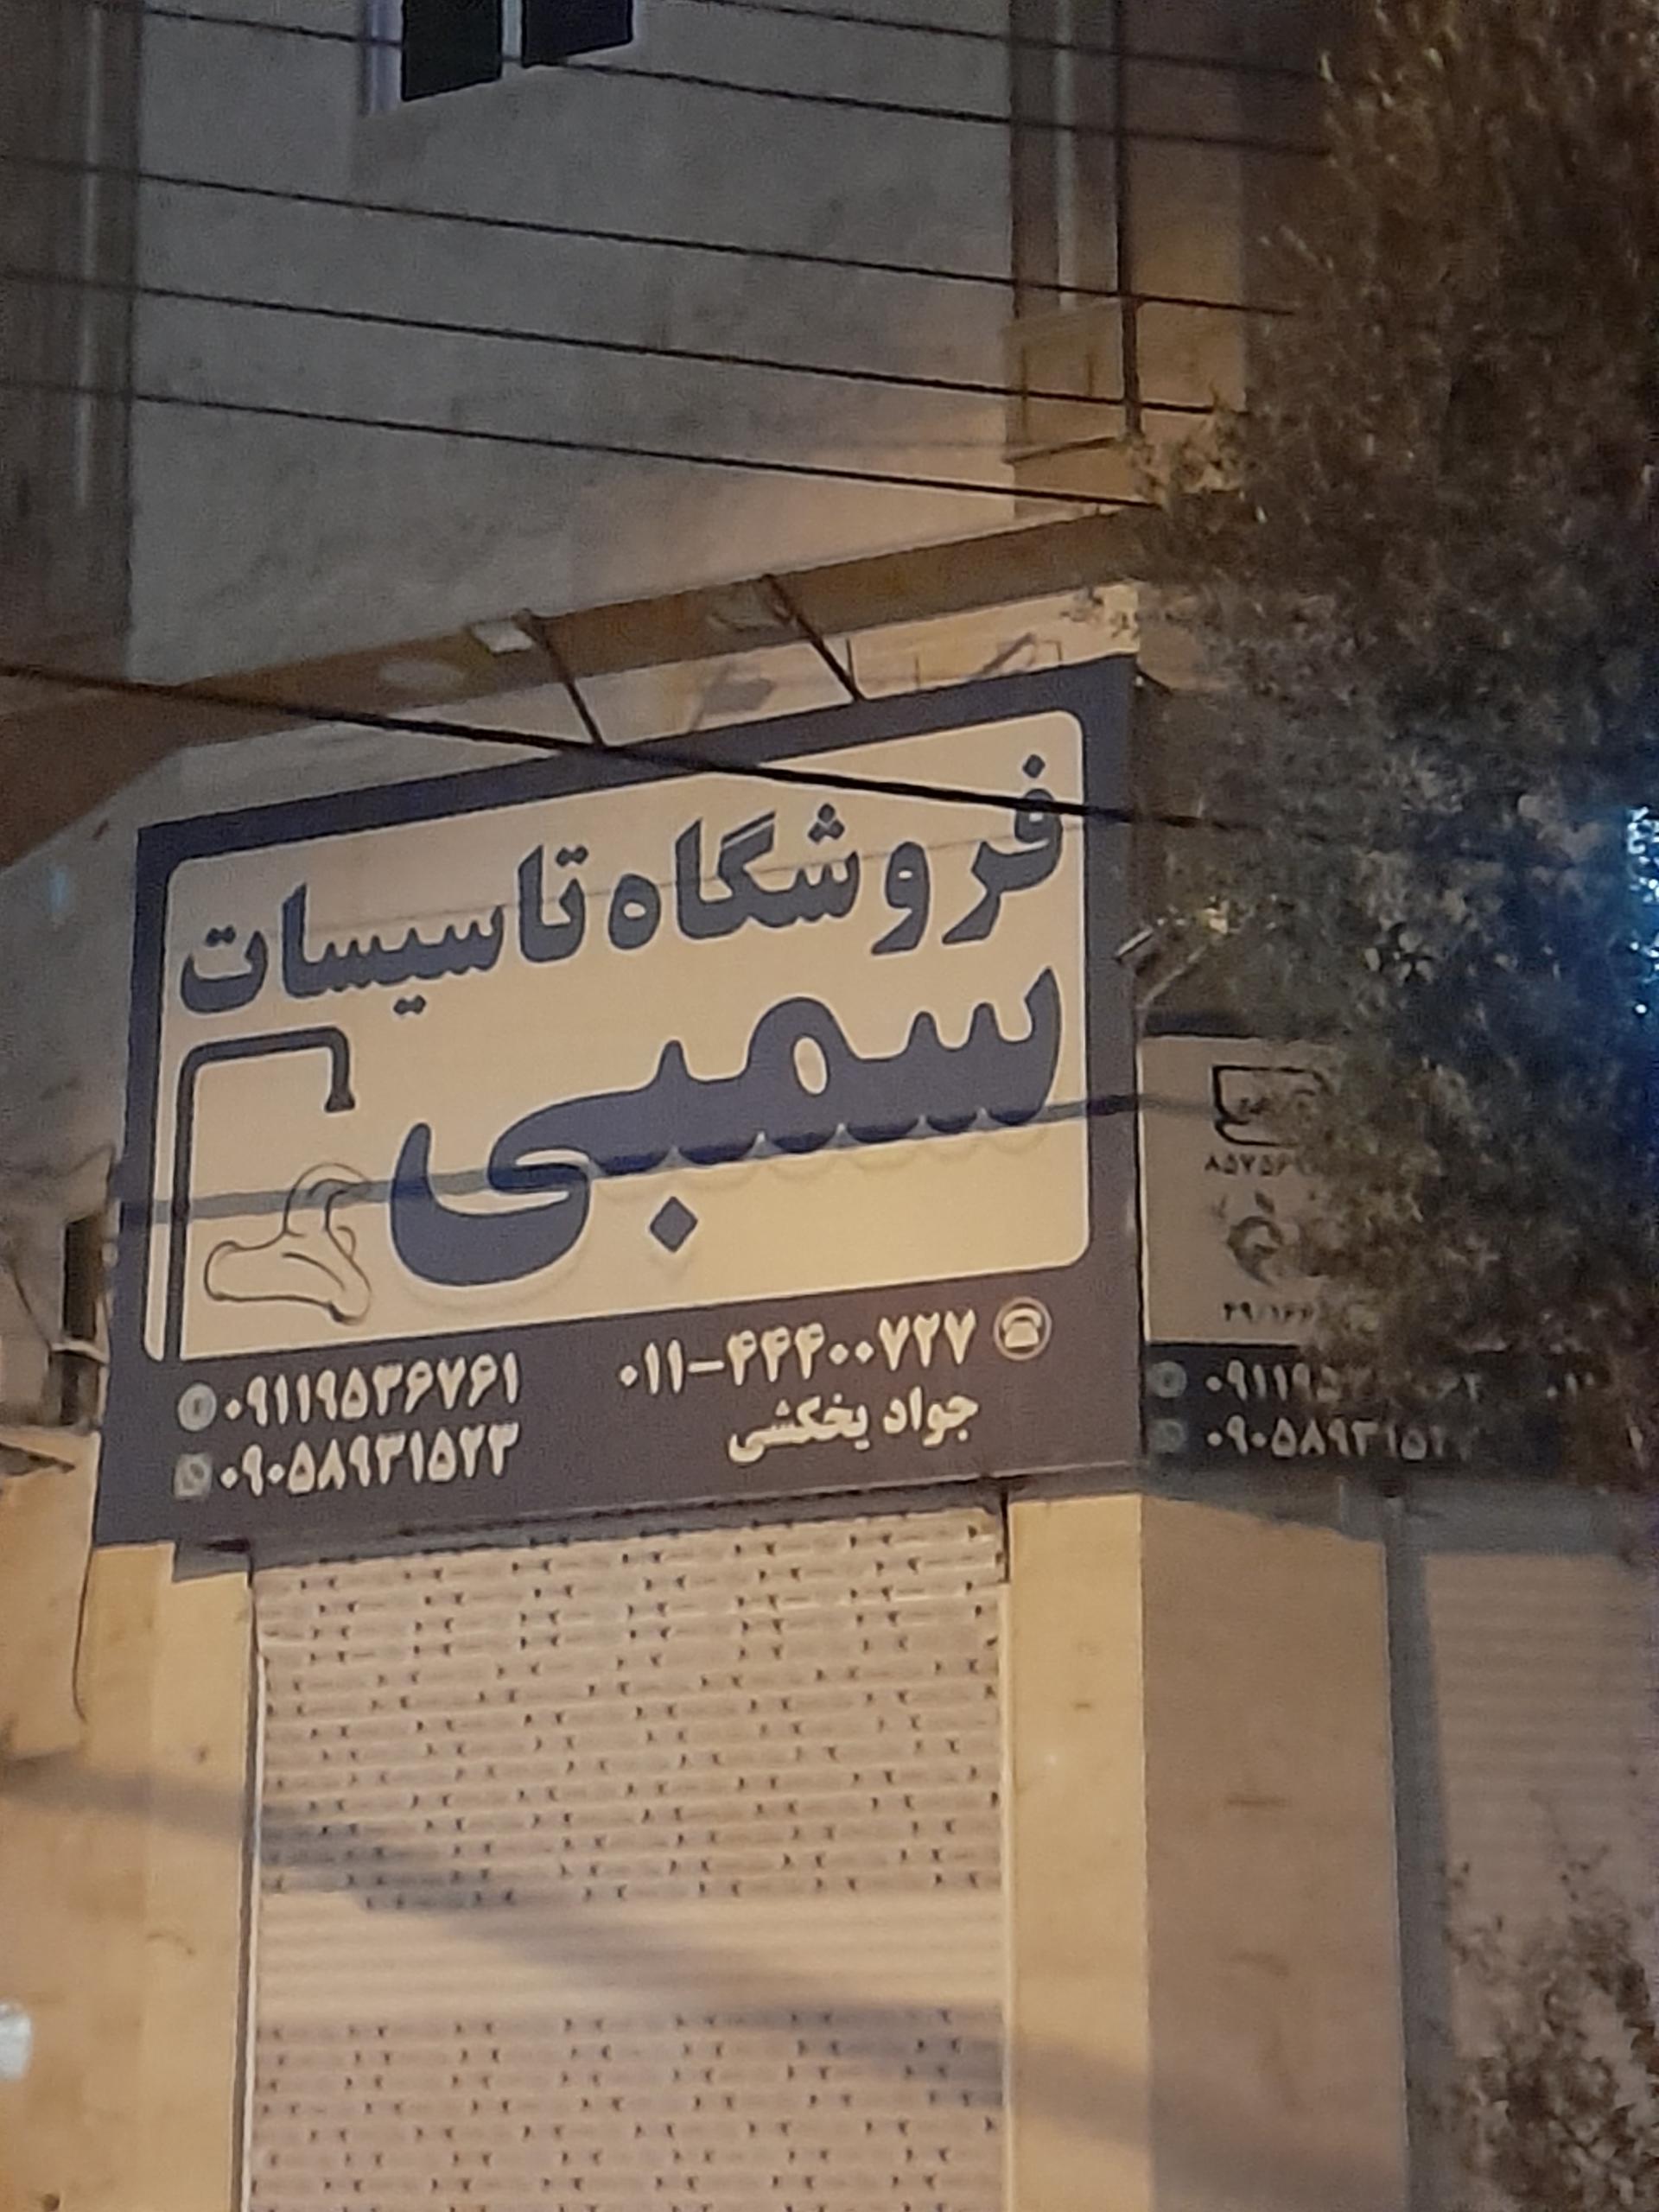 فروشگاه تاسیسات
سمبی
۰۱۱-۴۴۴۰۰۷۲۷
جواد یخکشی
۰۹۱۱۹۵۳۶۷۶۱
۰۹۰۵۸۹۳۱۵۲۳